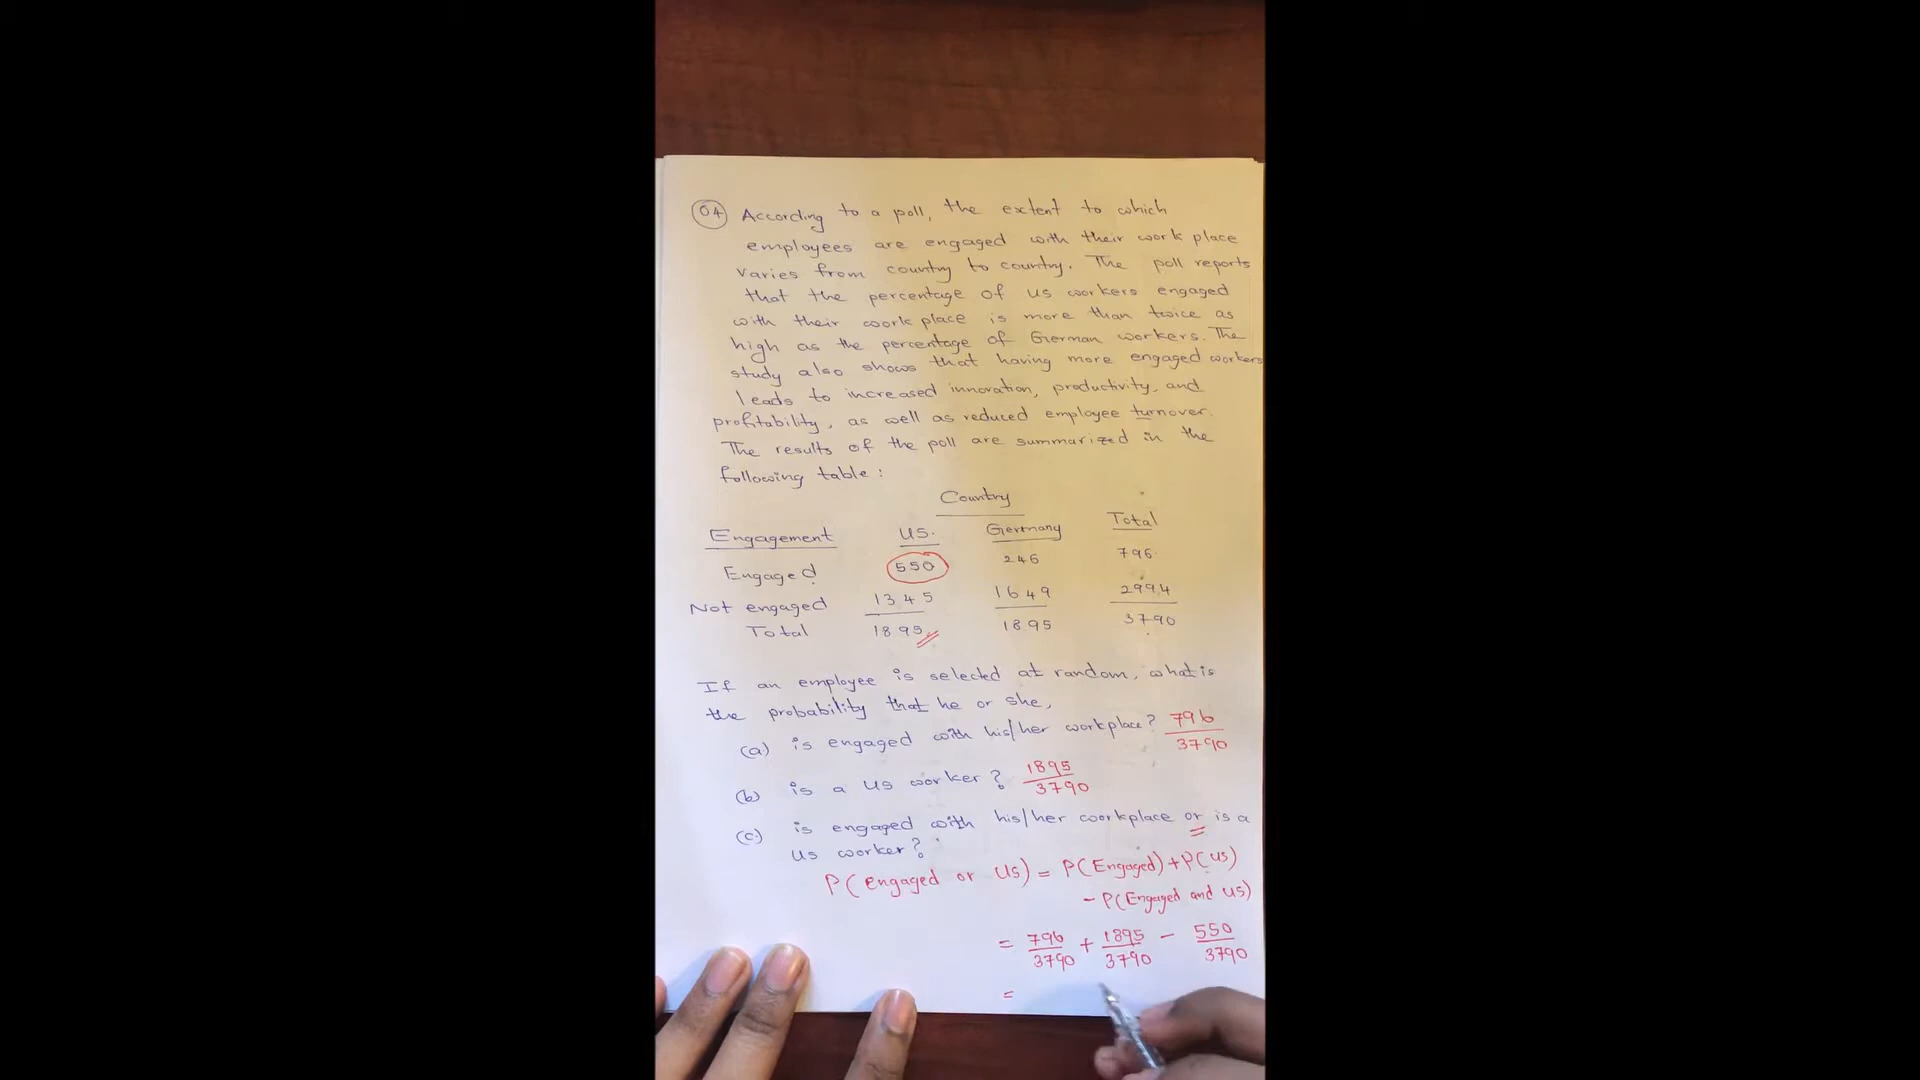 04 According to a poll, the extent to which
employees are engaged with their work place
varies from country to country. The poll reports
that the percentage of us workers engaged
with their work place is more than twice as
high as the percentage of German workers. The
study also shows that having more engaged workers
leads to increased innovation, productivity, and
profitability, as well as reduced employee turnover.
The results of the poll are summarized in the
following table :
Country
Engagement US. Germany Total
Engaged 550 246 796
Not engaged 1345 1649 2994
Total 1895 1895 3790
If an employee is selected at random, what is
the probability that he or she,
(a) is engaged with his/her workplace? 796/3790
(b) is a us worker? 1895/3790
(c) is engaged with his/her workplace or is a
us worker?
P(Engaged or US) = P(Engaged) + P(US)
- P(Engaged and US)
= 796/3790 + 1895/3790 - 550/3790
=